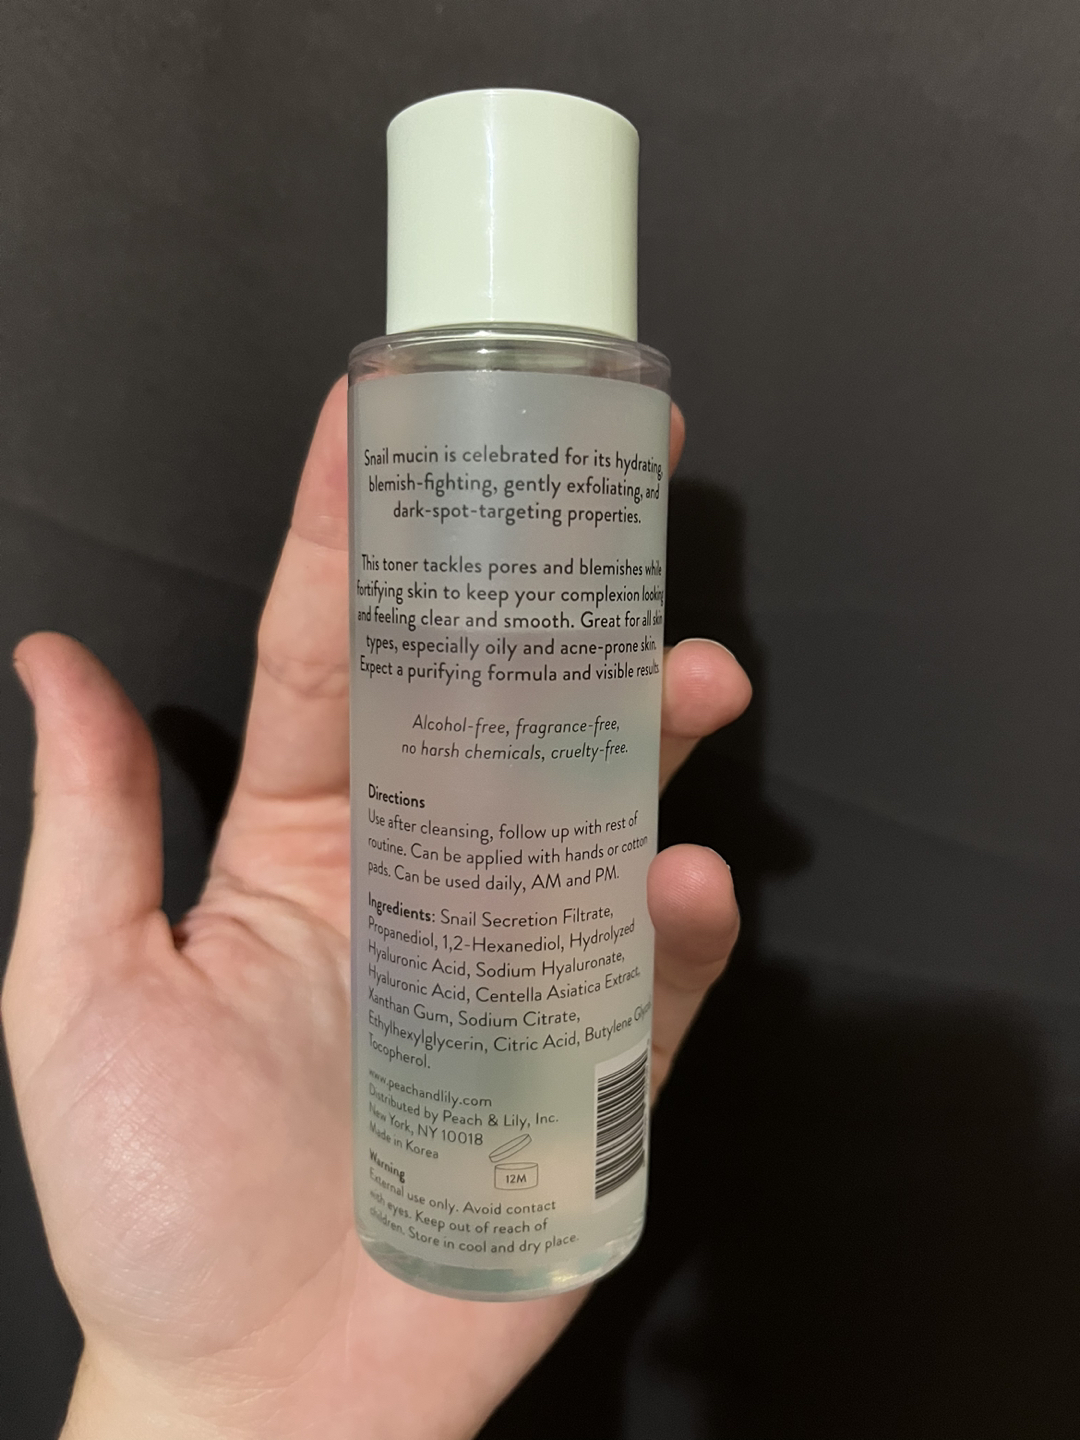 Snail mucin is celebrated for its hydrating,
blemish-fighting, gently exfoliating, and
dark-spot-targeting properties.
This toner tackles pores and blemishes while
fortifying skin to keep your complexion looking
and feeling clear and smooth. Great for all skin
types, especially oily and acne-prone skin.
Expect a purifying formula and visible results.
Alcohol-free, fragrance-free,
no harsh chemicals, cruelty-free.
Directions
Use after cleansing, follow up with rest of
routine. Can be applied with hands or cotton
pads. Can be used daily, AM and PM.
Ingredients: Snail Secretion Filtrate,
Propanediol, 1,2-Hexanediol, Hydrolyzed
Hyaluronic Acid, Sodium Hyaluronate,
Hyaluronic Acid, Centella Asiatica Extract,
Xanthan Gum, Sodium Citrate,
Ethylhexylglycerin, Citric Acid, Butylene Glycol,
Tocopherol.
www.peachandlily.com
Distributed by Peach & Lily, Inc.
New York, NY 10018
Made in Korea
12M
Warning
External use only. Avoid contact
with eyes. Keep out of reach of
children. Store in cool and dry place.